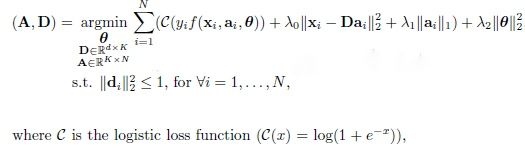 (A, D) = argmin_{θ, D∈ℝ^{d×K}, A∈ℝ^{K×N}} ∑_{i=1}^{N} (𝒞(y_i f(x_i, a_i, θ)) + λ_0‖x_i − Da_i‖_2^2 + λ_1‖a_i‖_1) + λ_2‖θ‖_2^2
s.t. ‖d_i‖_2^2 ≤ 1, for ∀i = 1, . . . , N,
where 𝒞 is the logistic loss function (𝒞(x) = log(1 + e^{−x})),